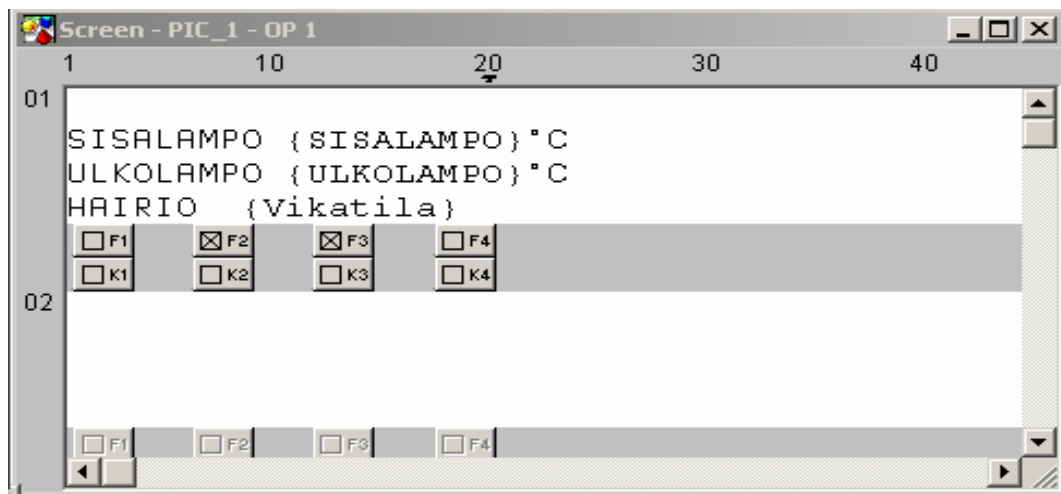 Screen - PIC_1 - OP 1
1 10 20 30 40
01
SISALAMPO {SISALAMPO}°C
ULKOLAMPO {ULKOLAMPO}°C
HAIRIO {Vikatila}
F1 F2 F3 F4
K1 K2 K3 K4
02
F1 F2 F3 F4